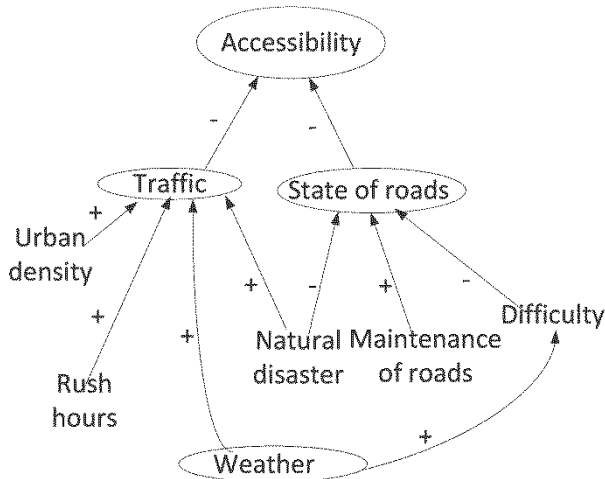 Accessibility
-
-
Traffic
State of roads
+
Urban
density
+
-
+
-
+
+
Natural
disaster
Maintenance
of roads
Difficulty
Rush
hours
+
Weather